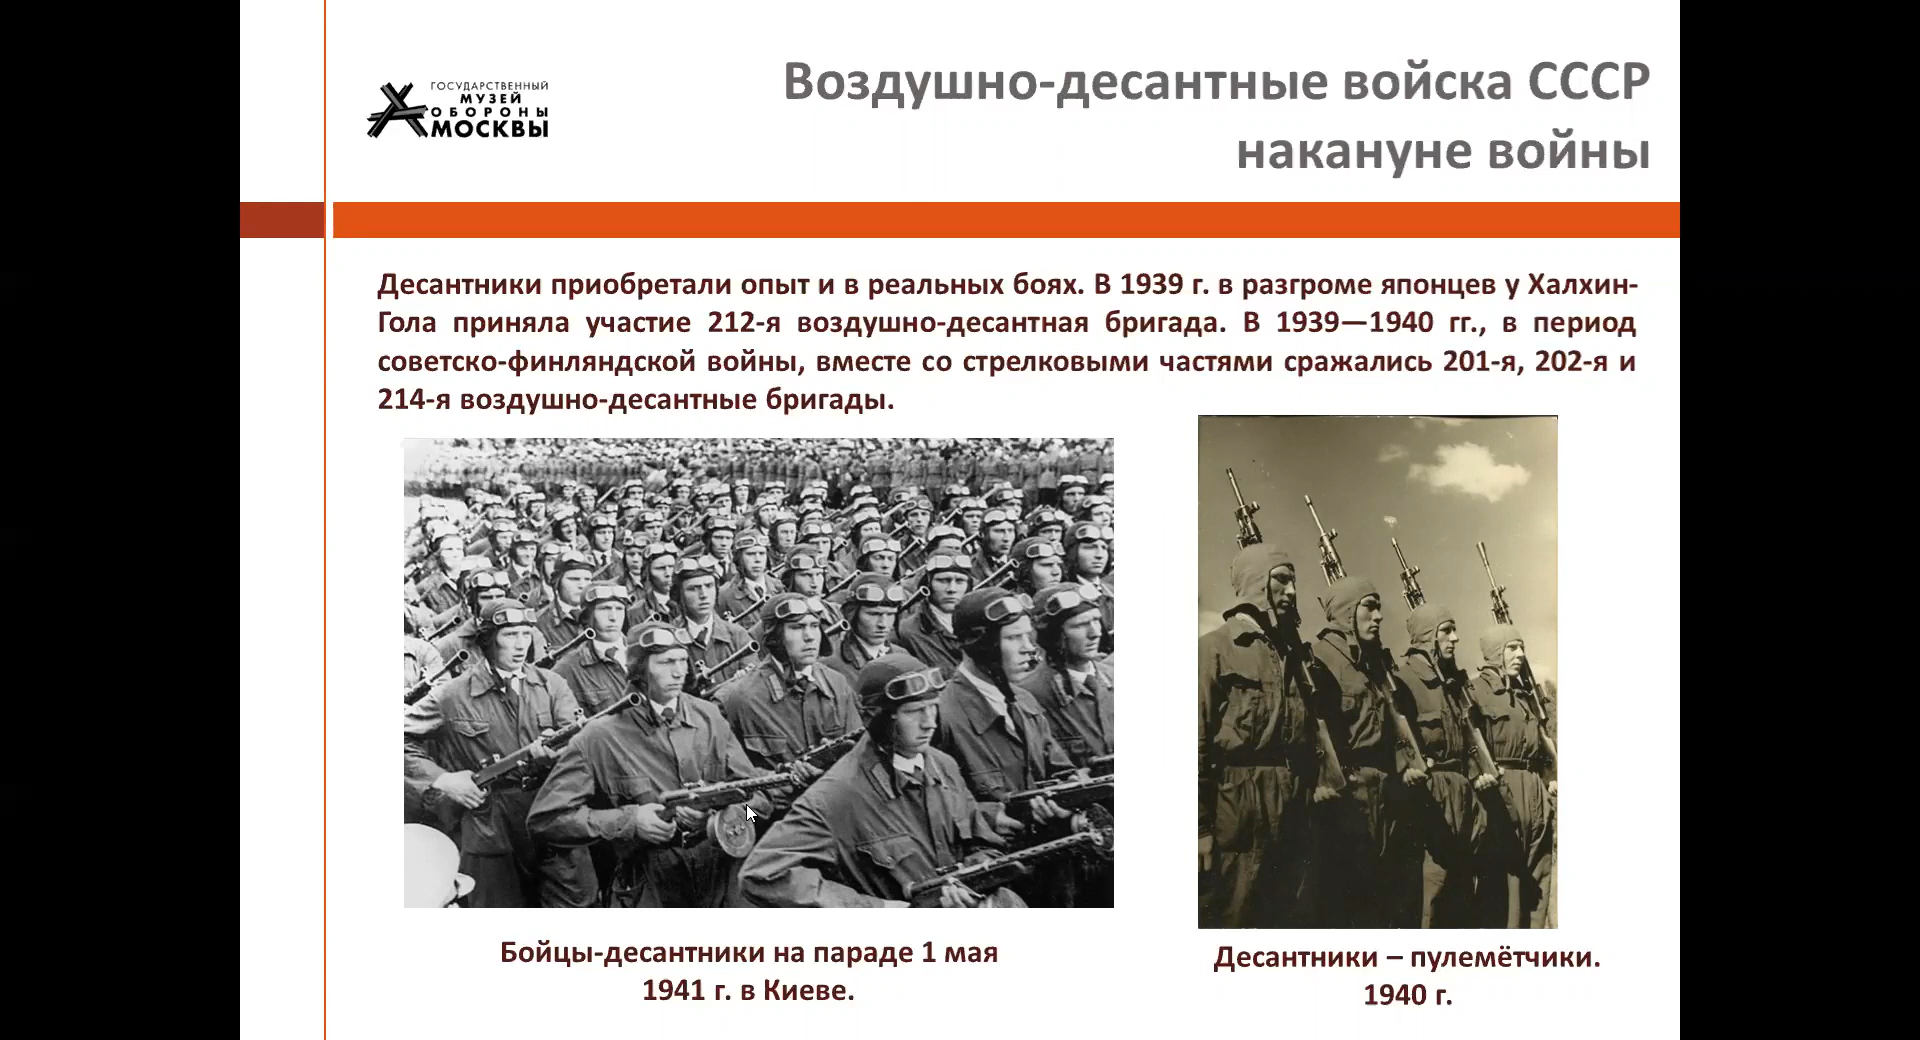 ГОСУДАРСТВЕННЫЙ
МУЗЕЙ
ОБОРОНЫ
МОСКВЫ
Воздушно-десантные войска СССР
накануне войны
Десантники приобретали опыт и в реальных боях. В 1939 г. в разгроме японцев у Халхин-
Гола приняла участие 212-я воздушно-десантная бригада. В 1939—1940 гг., в период
советско-финляндской войны, вместе со стрелковыми частями сражались 201-я, 202-я и
214-я воздушно-десантные бригады.
Бойцы-десантники на параде 1 мая
1941 г. в Киеве.
Десантники – пулемётчики.
1940 г.